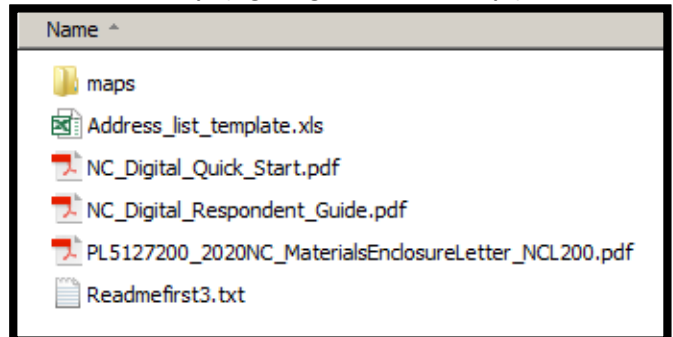 Name
maps
Address_list_template.xls
NC_Digital_Quick_Start.pdf
NC_Digital_Respondent_Guide.pdf
PL5127200_2020NC_MaterialsEnclosureLetter_NCL200.pdf
Readmefirst3.txt